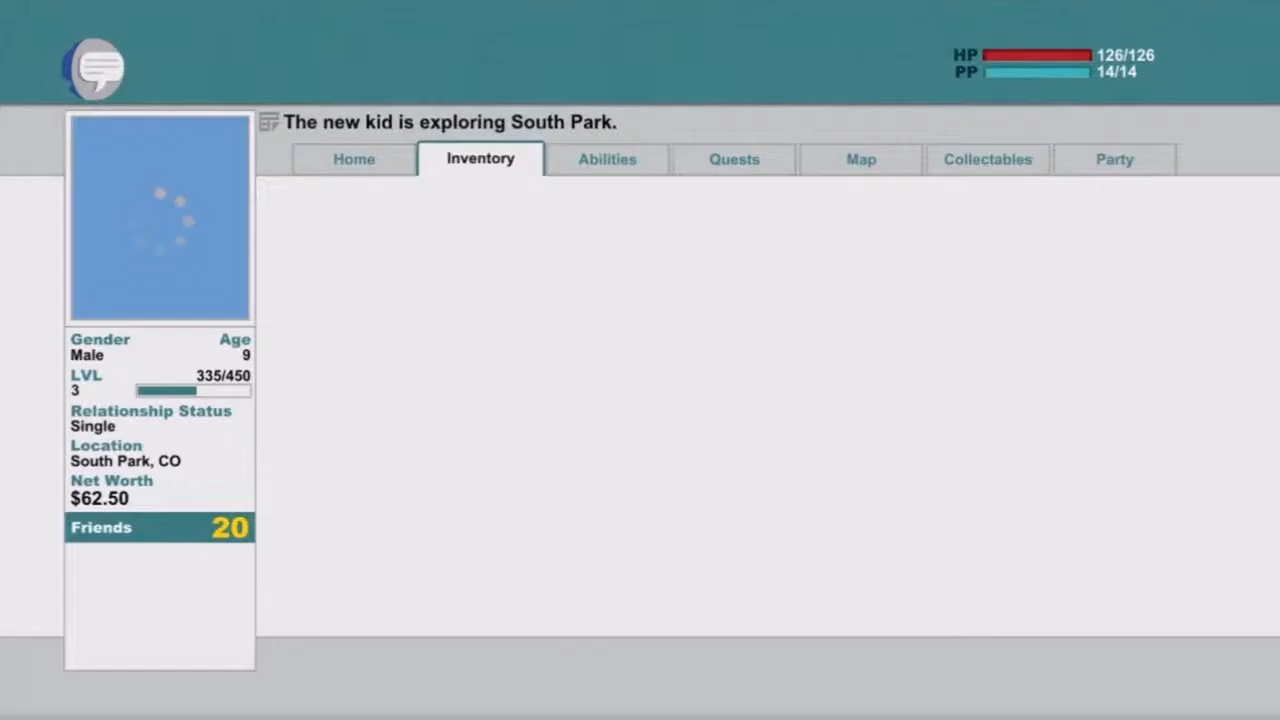 HP 126/126
PP 14/14
The new kid is exploring South Park.
Home Inventory Abilities Quests Map Collectables Party
Gender Age
Male 9
LVL 335/450
3
Relationship Status
Single
Location
South Park, CO
Net Worth
$62.50
Friends 20